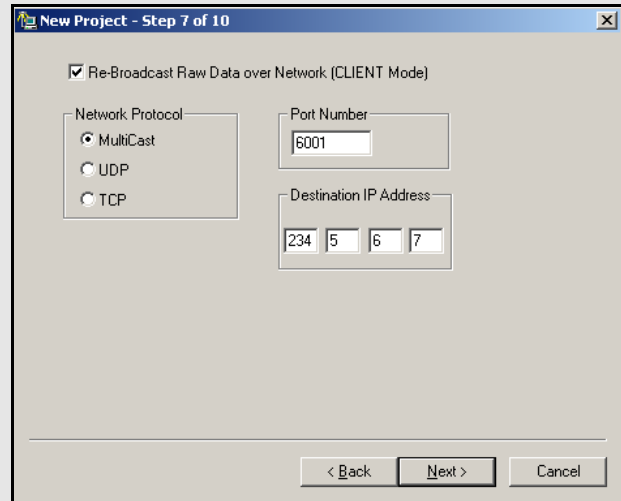 New Project - Step 7 of 10
Re-Broadcast Raw Data over Network (CLIENT Mode)
Network Protocol
MultiCast
UDP
TCP
Port Number
6001
Destination IP Address
234 5 6 7
< Back
Next >
Cancel